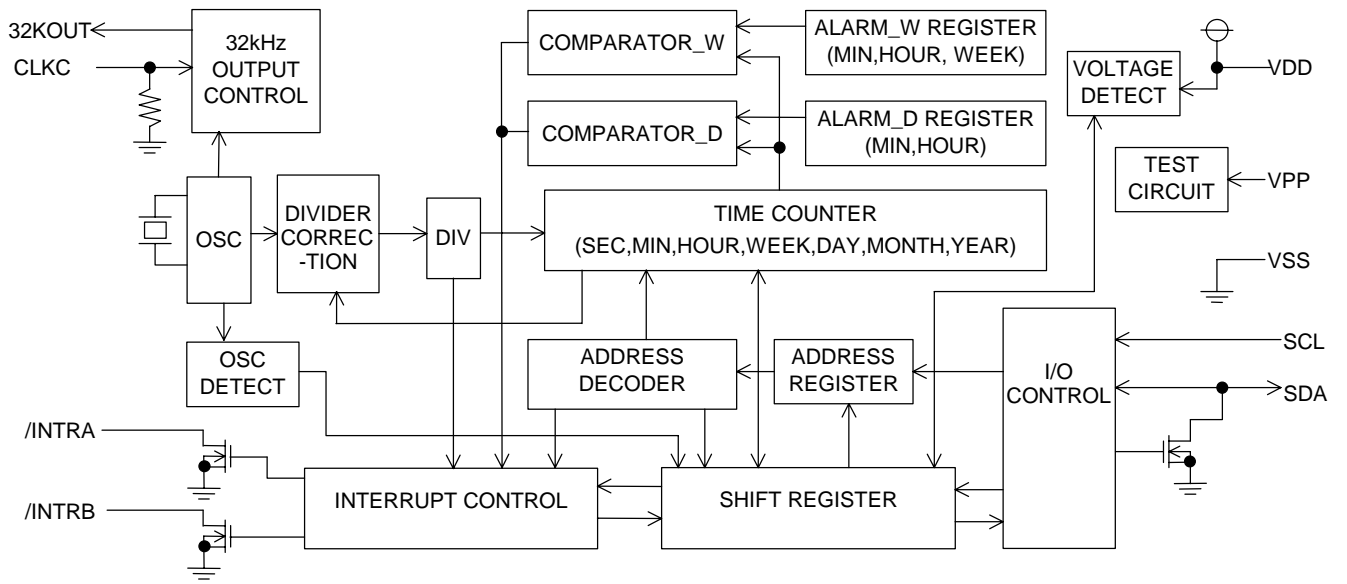 32KOUT
CLKC
32kHz
OUTPUT
CONTROL
COMPARATOR_W
ALARM_W REGISTER
(MIN,HOUR, WEEK)
VOLTAGE
DETECT
VDD
COMPARATOR_D
ALARM_D REGISTER
(MIN,HOUR)
TEST
CIRCUIT
VPP
OSC
DIVIDER
CORREC
-TION
DIV
TIME COUNTER
(SEC,MIN,HOUR,WEEK,DAY,MONTH,YEAR)
VSS
OSC
DETECT
ADDRESS
DECODER
ADDRESS
REGISTER
I/O
CONTROL
SCL
SDA
/INTRA
/INTRB
INTERRUPT CONTROL
SHIFT REGISTER